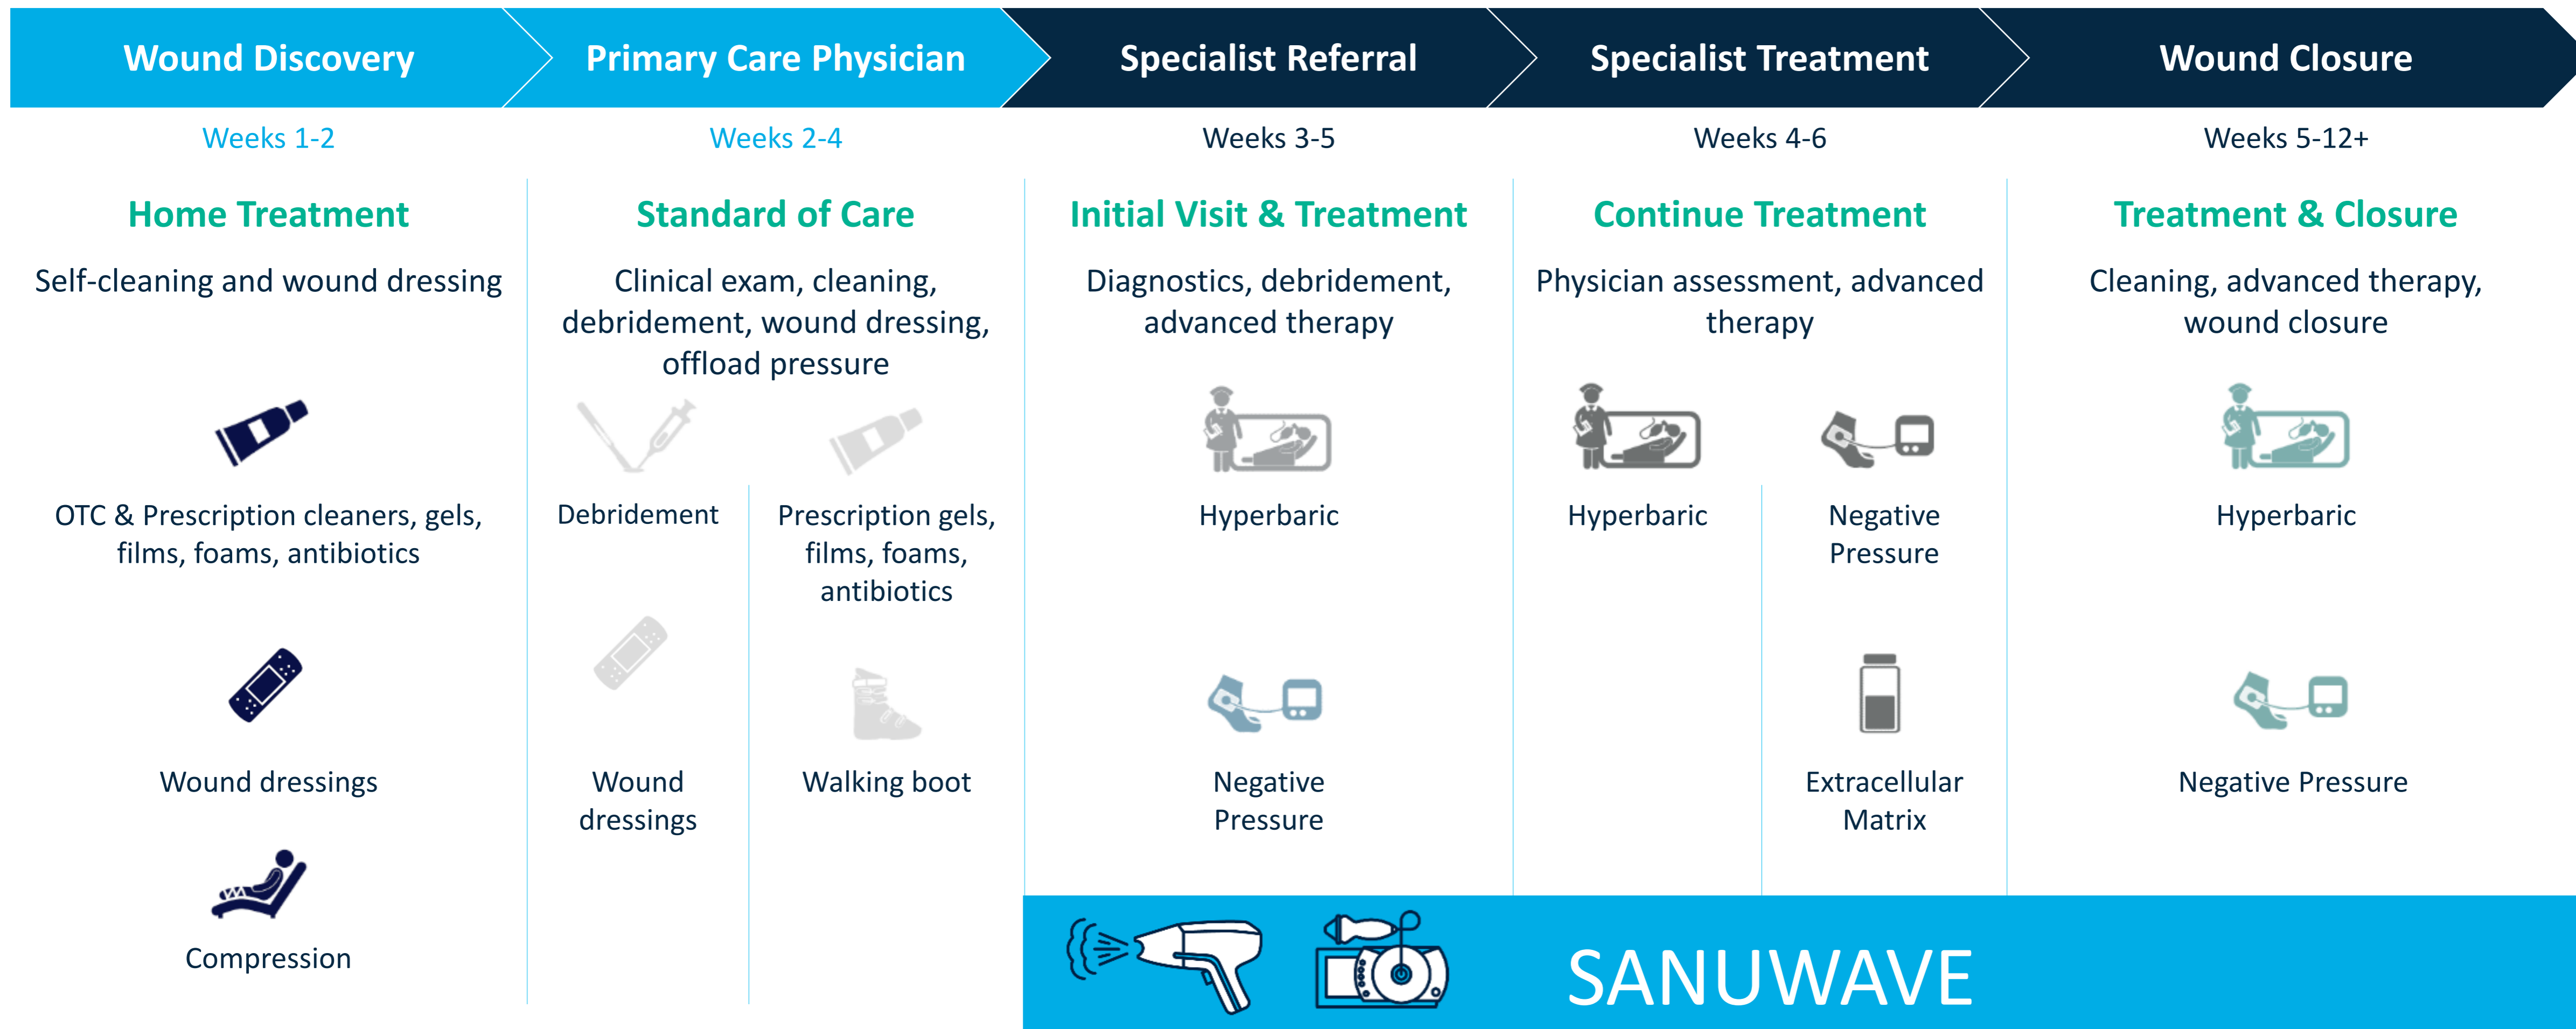 Wound Discovery
Primary Care Physician
Specialist Referral
Specialist Treatment
Wound Closure
Weeks 1-2
Weeks 2-4
Weeks 3-5
Weeks 4-6
Weeks 5-12+
Home Treatment
Standard of Care
Initial Visit & Treatment
Continue Treatment
Treatment & Closure
Self-cleaning and wound dressing
Clinical exam, cleaning,
debridement, wound dressing,
offload pressure
Diagnostics, debridement,
advanced therapy
Physician assessment, advanced
therapy
Cleaning, advanced therapy,
wound closure
OTC & Prescription cleaners, gels,
films, foams, antibiotics
Debridement
Prescription gels,
films, foams,
antibiotics
Hyperbaric
Hyperbaric
Negative
Pressure
Hyperbaric
Wound dressings
Wound
dressings
Walking boot
Negative
Pressure
Extracellular
Matrix
Negative Pressure
Compression
SANUWAVE